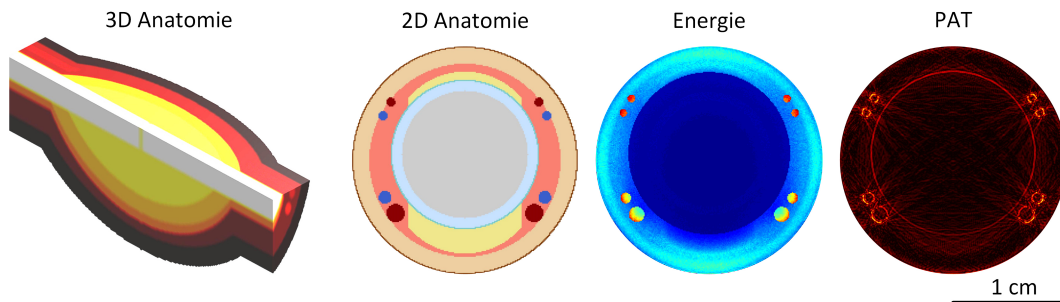 3D Anatomie
2D Anatomie
Energie
PAT
1 cm